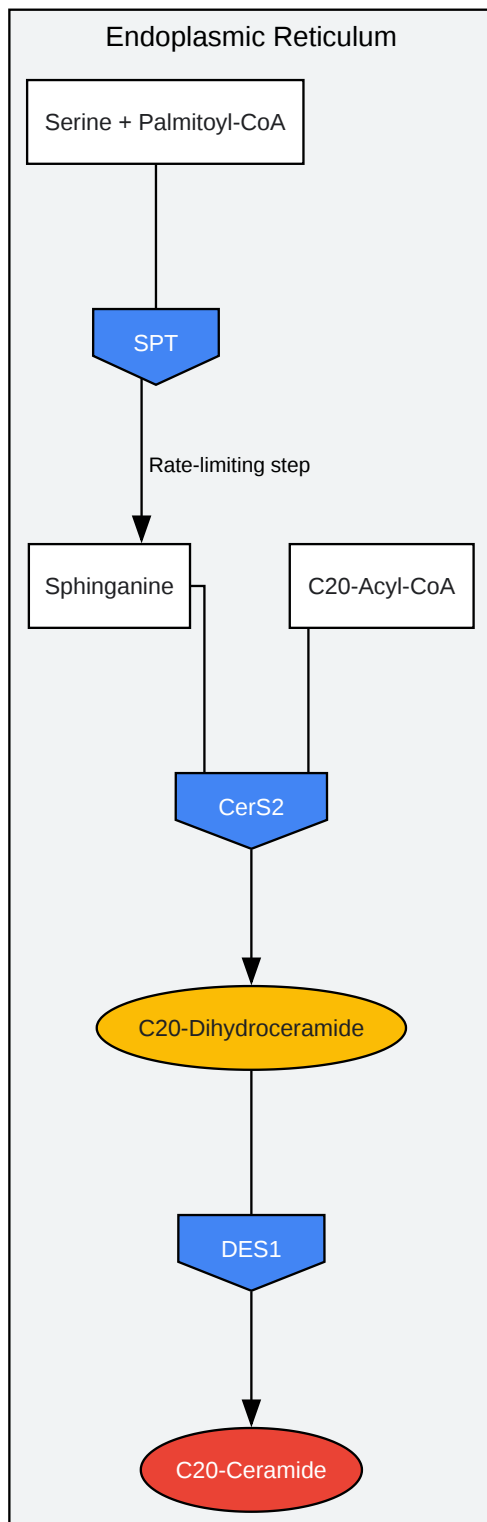 Endoplasmic Reticulum
Serine + Palmitoyl-CoA
SPT
Rate-limiting step
Sphinganine
C20-Acyl-CoA
CerS2
C20-Dihydroceramide
DES1
C20-Ceramide